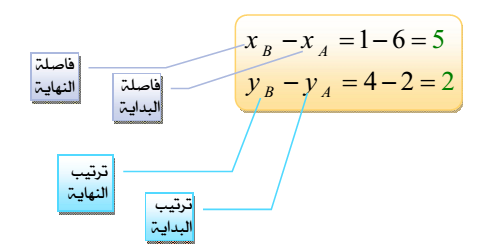 x_B − x_A = 1 − 6 = 5
y_B − y_A = 4 − 2 = 2
فاصلة
النهاية
فاصلة
البداية
ترتيب
النهاية
ترتيب
البداية